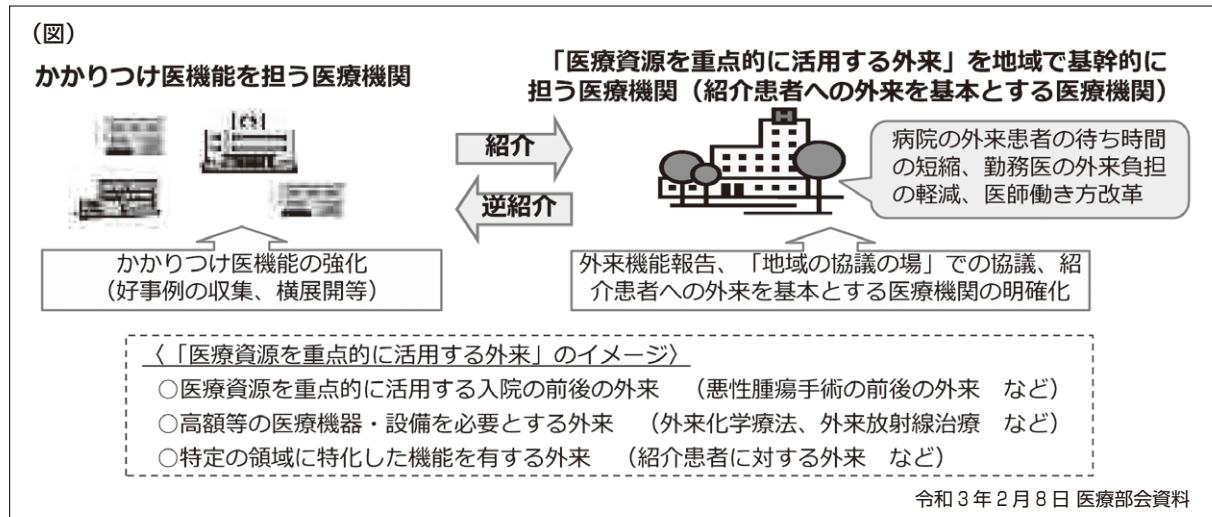 （図）
かかりつけ医機能を担う医療機関
「医療資源を重点的に活用する外来」を地域で基幹的に
担う医療機関（紹介患者への外来を基本とする医療機関）
紹介
逆紹介
H
病院の外来患者の待ち時間
の短縮、勤務医の外来負担
の軽減、医師働き方改革
かかりつけ医機能の強化
（好事例の収集、横展開等）
外来機能報告、「地域の協議の場」での協議、紹
介患者への外来を基本とする医療機関の明確化
〈「医療資源を重点的に活用する外来」のイメージ〉
○医療資源を重点的に活用する入院の前後の外来　（悪性腫瘍手術の前後の外来　など）
○高額等の医療機器・設備を必要とする外来　（外来化学療法、外来放射線治療　など）
○特定の領域に特化した機能を有する外来　（紹介患者に対する外来　など）
令和3年2月8日 医療部会資料